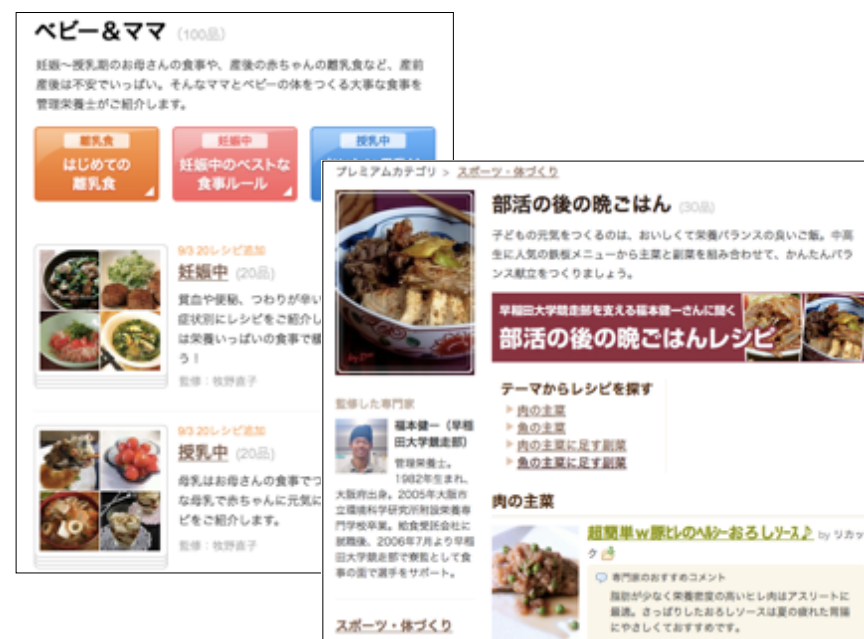 ベビー＆ママ (100品)
妊娠〜授乳期のお母さんの食事や、産後の赤ちゃんの離乳食など、産前
産後は不安でいっぱい。そんなママとベビーの体をつくる大事な食事を
管理栄養士がご紹介します。
離乳食
はじめての
離乳食
妊娠中
妊娠中のベストな
食事ルール
授乳中
9/3 20レシピ追加
妊娠中 (20品)
貧血や便秘、つわりが辛い
症状別にレシピをご紹介し
は栄養いっぱいの食事で
う！
監修：牧野直子
9/3 20レシピ追加
授乳中 (20品)
母乳はお母さんの食事でつ
な母乳で赤ちゃんに元気に
ピをご紹介します。
監修：牧野直子
プレミアムカテゴリ > スポーツ・体づくり
部活の後の晩ごはん (30品)
子どもの元気をつくるのは、おいしくて栄養バランスの良いご飯。中高
生に人気の鉄板メニューから主菜と副菜を組み合わせて、かんたんバラ
ンス献立をつくりましょう。
早稲田大学競走部を支える福本健一さんに聞く
部活の後の晩ごはんレシピ
テーマからレシピを探す
肉の主菜
魚の主菜
肉の主菜に足す副菜
魚の主菜に足す副菜
監修した専門家
福本健一（早稲
田大学競走部）
管理栄養士。
1982年生まれ、
大阪府出身。2005年大阪市
立環境科学研究所附設栄養専
門学校卒業。給食受託会社に
就職後、2006年7月より早稲
田大学競走部で寮監として食
事の面で選手をサポート。
スポーツ・体づくり
肉の主菜
超簡単ｗ豚ヒレのヘルシーおろしソース♪ by リカッ
ク
専門家のおすすめコメント
脂肪が少なく栄養密度の高いヒレ肉はアスリートに
最適。さっぱりしたおろしソースは夏の疲れた胃腸
にやさしくておすすめです。